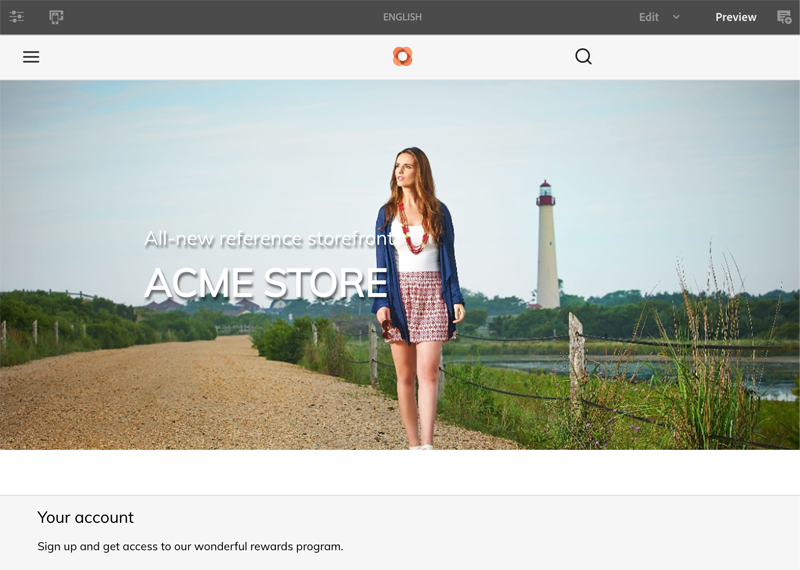 ENGLISH
Edit
Preview
All-new reference storefront
ACME STORE
Your account
Sign up and get access to our wonderful rewards program.